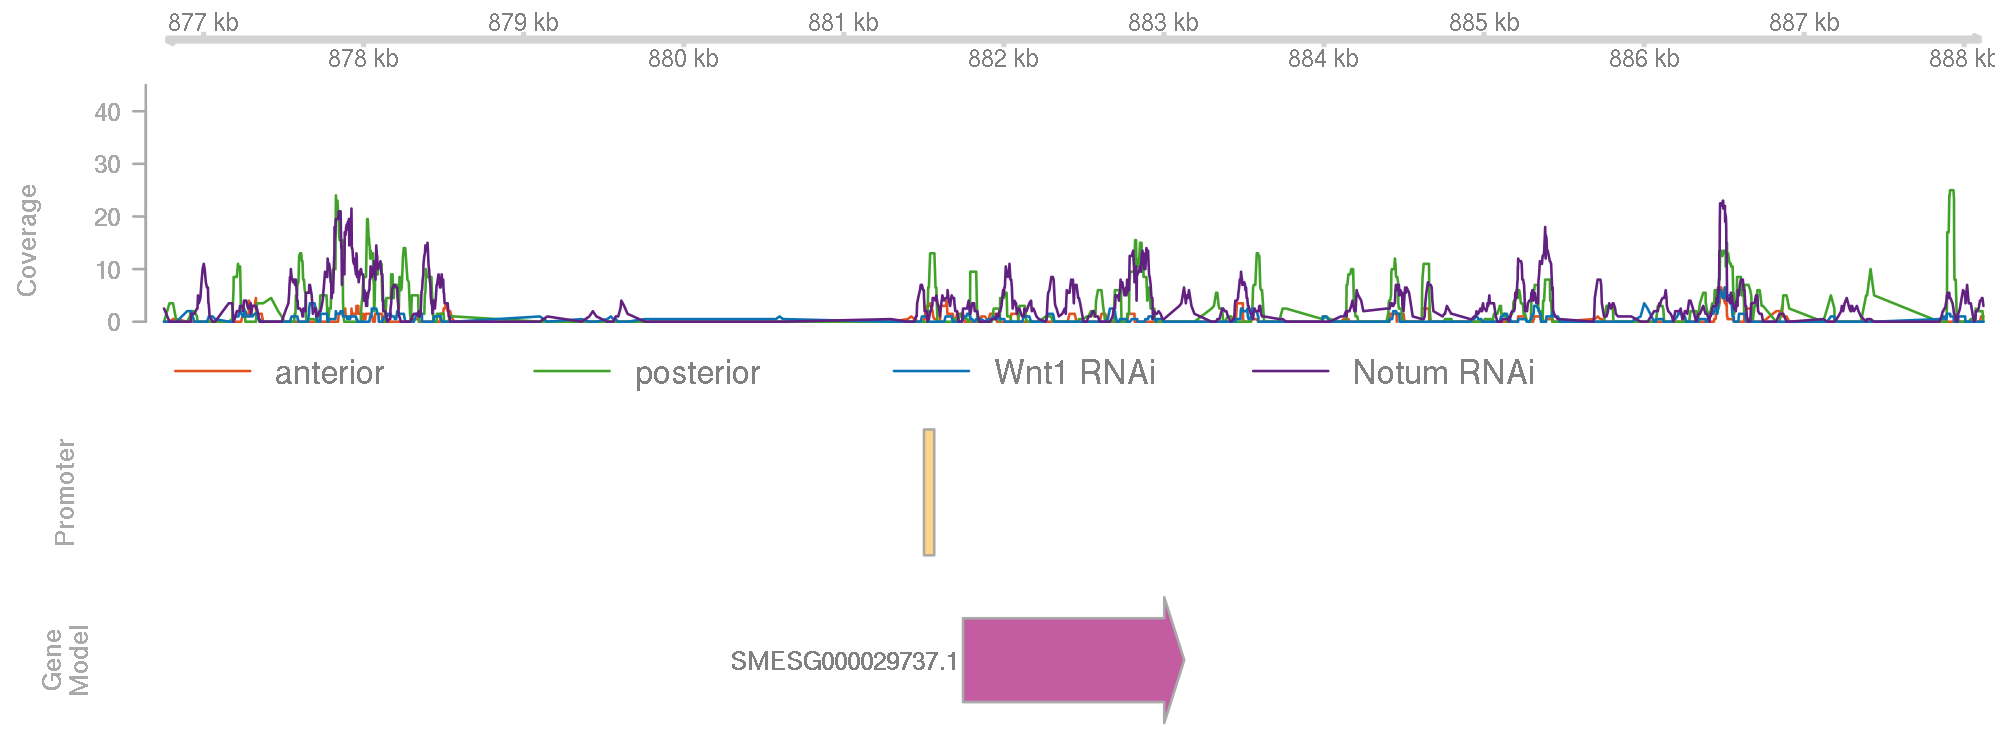 877 kb 879 kb 881 kb 883 kb 885 kb 887 kb
878 kb 880 kb 882 kb 884 kb 886 kb 888 kb
Coverage
40
30
20
10
0
anterior posterior Wnt1 RNAi Notum RNAi
Promoter
Gene
Model
SMESG000029737.1